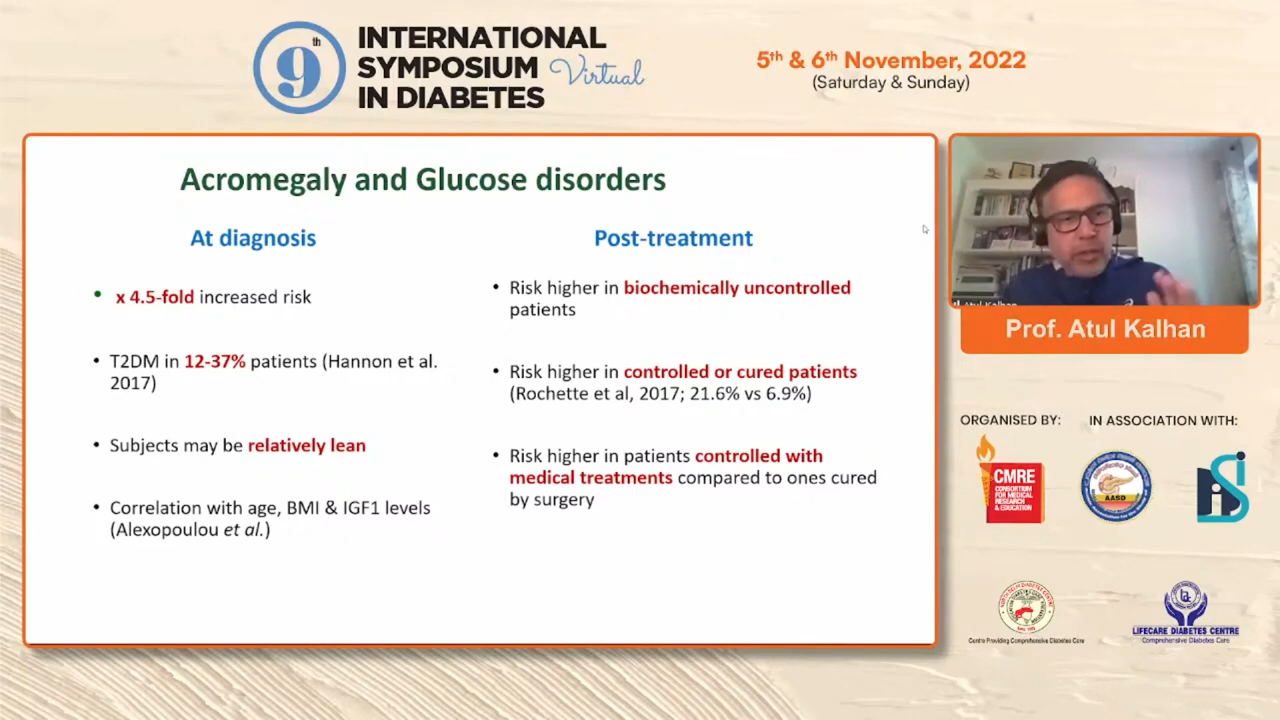 9th
INTERNATIONAL
SYMPOSIUM Virtual
IN DIABETES
5th & 6th November, 2022
(Saturday & Sunday)
Acromegaly and Glucose disorders
At diagnosis
• x 4.5-fold increased risk
• T2DM in 12-37% patients (Hannon et al.
2017)
• Subjects may be relatively lean
• Correlation with age, BMI & IGF1 levels
(Alexopoulou et al.)
Post-treatment
• Risk higher in biochemically uncontrolled
patients
• Risk higher in controlled or cured patients
(Rochette et al, 2017; 21.6% vs 6.9%)
• Risk higher in patients controlled with
medical treatments compared to ones cured
by surgery
Atul Kalhan
Prof. Atul Kalhan
ORGANISED BY:
IN ASSOCIATION WITH:
CMRE
CONSORTIUM
FOR MEDICAL
RESEARCH
& EDUCATION
AASD
Centre Providing Comprehensive Diabetes Care
LIFECARE DIABETES CENTRE
Comprehensive Diabetes Care